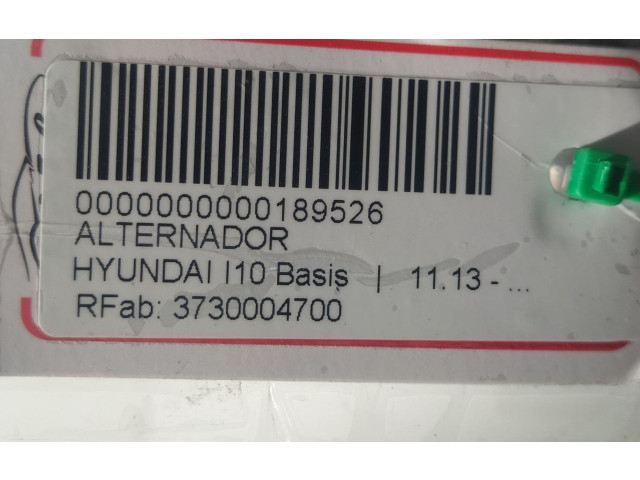 0000000000189526
ALTERNADOR
HYUNDAI I10 Basis | 11.13 - ...
RFab: 3730004700